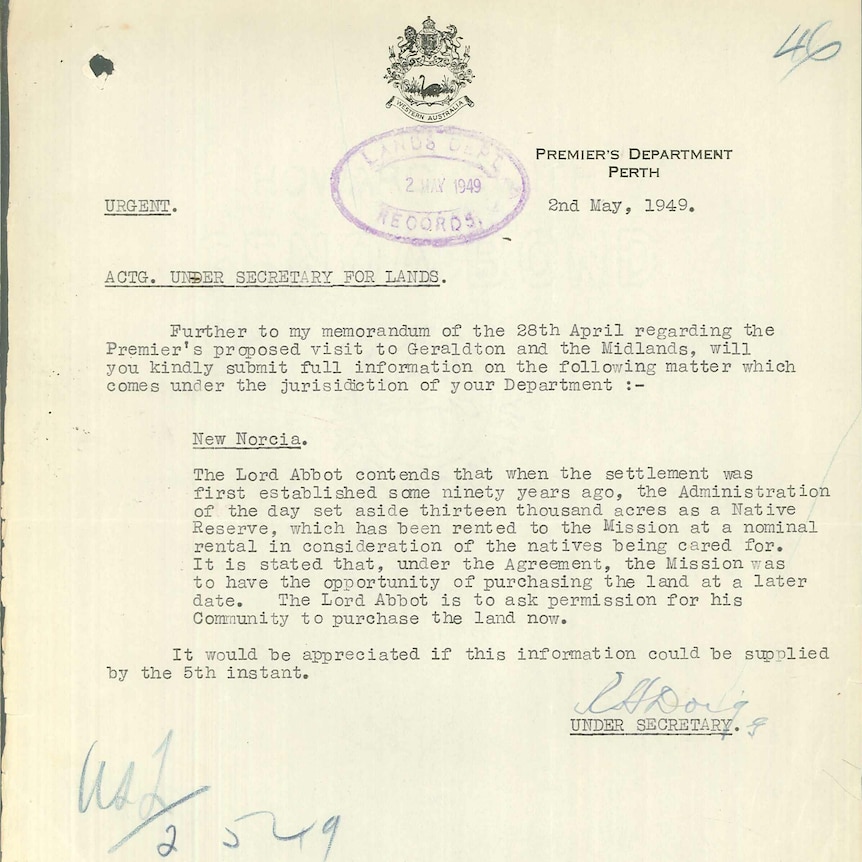 46
WESTERN AUSTRALIA
PREMIER'S DEPARTMENT
PERTH
LANDS DEPT.
2 MAY 1949
RECORDS.
URGENT.
2nd May, 1949.
ACTG. UNDER SECRETARY FOR LANDS.
Further to my memorandum of the 28th April regarding the
Premier's proposed visit to Geraldton and the Midlands, will
you kindly submit full information on the following matter which
comes under the jurisidiction of your Department :-
New Norcia.
The Lord Abbot contends that when the settlement was
first established some ninety years ago, the Administration
of the day set aside thirteen thousand acres as a Native
Reserve, which has been rented to the Mission at a nominal
rental in consideration of the natives being cared for.
It is stated that, under the Agreement, the Mission was
to have the opportunity of purchasing the land at a later
date. The Lord Abbot is to ask permission for his
Community to purchase the land now.
It would be appreciated if this information could be supplied
by the 5th instant.
RHDoig
UNDER SECRETARY.
USL
2 5 49